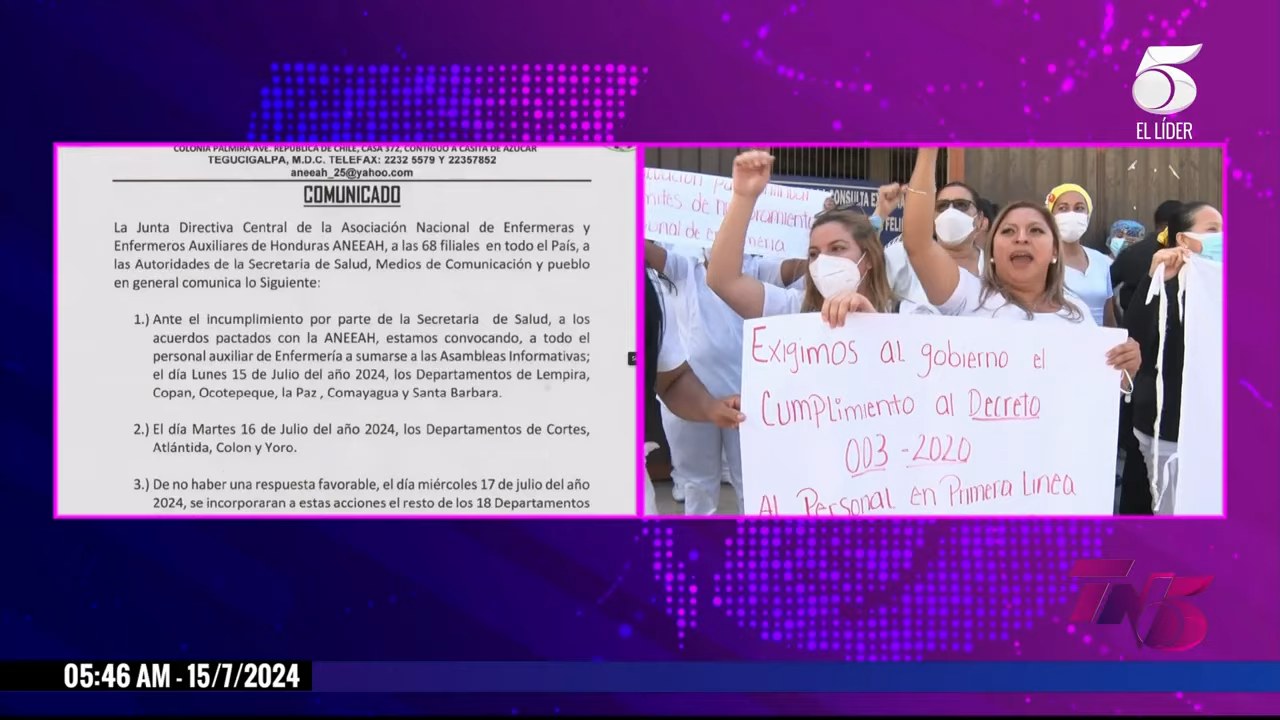 5
EL LÍDER
COLONIA PALMIRA AVE. REPÚBLICA DE CHILE, CASA 372, CONTIGUO A CASITA DE AZUCAR
TEGUCIGALPA, M.D.C. TELEFAX: 2232 5579 Y 22357852
aneeah_25@yahoo.com
COMUNICADO
La Junta Directiva Central de la Asociación Nacional de Enfermeras y
Enfermeros Auxiliares de Honduras ANEEAH, a las 68 filiales en todo el País, a
las Autoridades de la Secretaria de Salud, Medios de Comunicación y pueblo
en general comunica lo Siguiente:
1.) Ante el incumplimiento por parte de la Secretaria de Salud, a los
acuerdos pactados con la ANEEAH, estamos convocando, a todo el
personal auxiliar de Enfermería a sumarse a las Asambleas Informativas;
el día Lunes 15 de Julio del año 2024, los Departamentos de Lempira,
Copan, Ocotepeque, la Paz , Comayagua y Santa Barbara.
2.) El día Martes 16 de Julio del año 2024, los Departamentos de Cortes,
Atlántida, Colon y Yoro.
3.) De no haber una respuesta favorable, el día miércoles 17 de julio del año
2024, se incorporaran a estas acciones el resto de los 18 Departamentos
CONSULTA
FELI
de
Exigimos al gobierno el
Cumplimiento al Decreto
003 - 2020
Al Personal en Primera Linea
TN5
05:46 AM - 15/7/2024